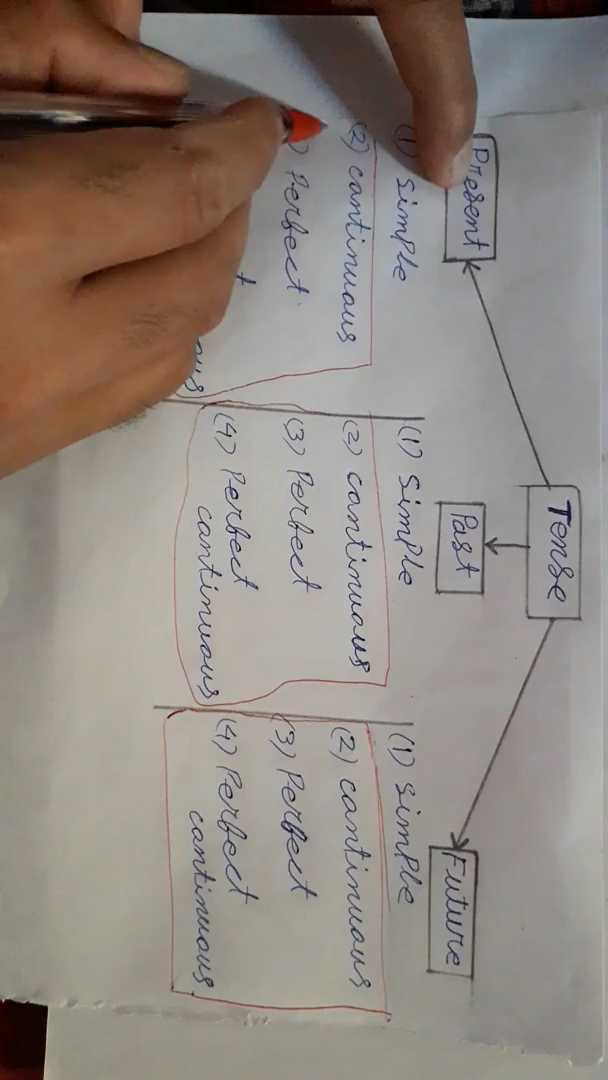 Tense
Present
Past
Future
(1) Simple
(2) continuous
Perfect
(1) Simple
(2) continuous
(3) Perfect
(4) Perfect
continuous
(1) Simple
(2) continuous
(3) Perfect
(4) Perfect
continuous